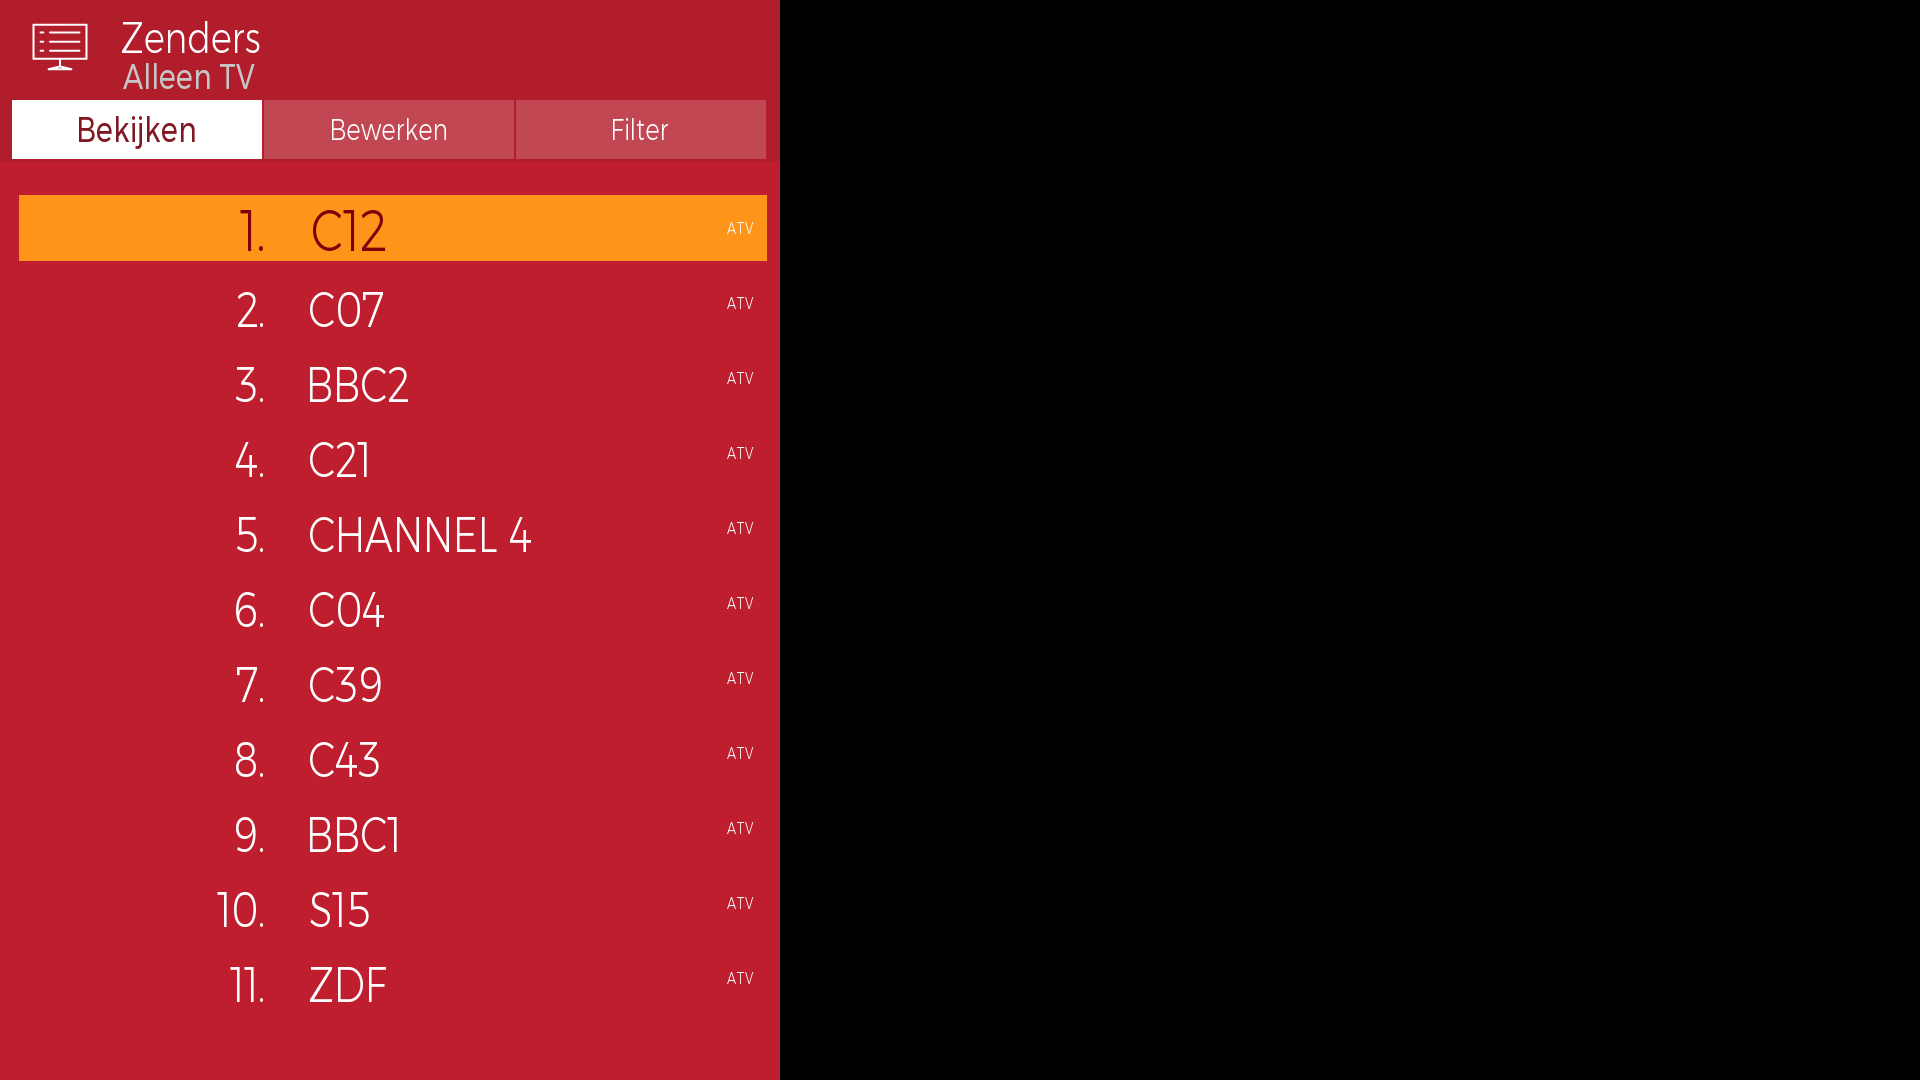 Zenders
Alleen TV
Bekijken Bewerken Filter
1. C12 ATV
2. C07 ATV
3. BBC2 ATV
4. C21 ATV
5. CHANNEL 4 ATV
6. C04 ATV
7. C39 ATV
8. C43 ATV
9. BBC1 ATV
10. S15 ATV
11. ZDF ATV